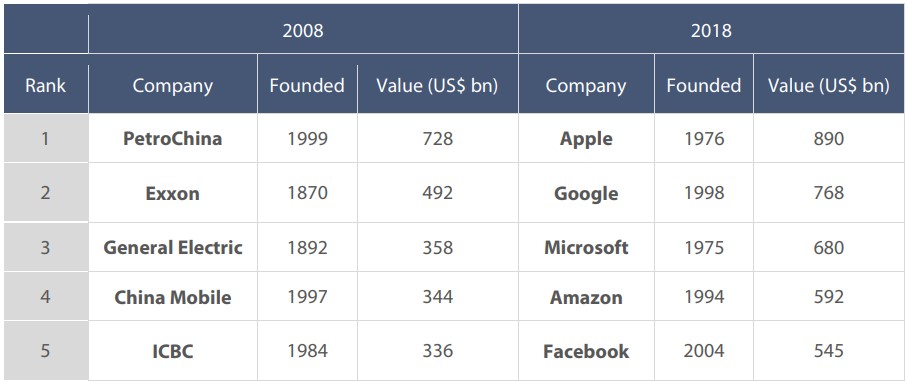 2008 2018
Rank Company Founded Value (US$ bn) Company Founded Value (US$ bn)
1 PetroChina 1999 728 Apple 1976 890
2 Exxon 1870 492 Google 1998 768
3 General Electric 1892 358 Microsoft 1975 680
4 China Mobile 1997 344 Amazon 1994 592
5 ICBC 1984 336 Facebook 2004 545